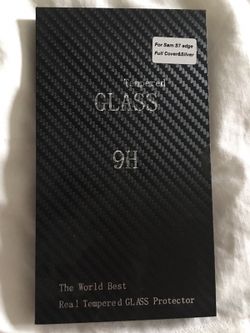 For Sam S7 edge
Full Cover&Silver
Tempered
GLASS
9H
The World Best
Real Tempered GLASS Protector